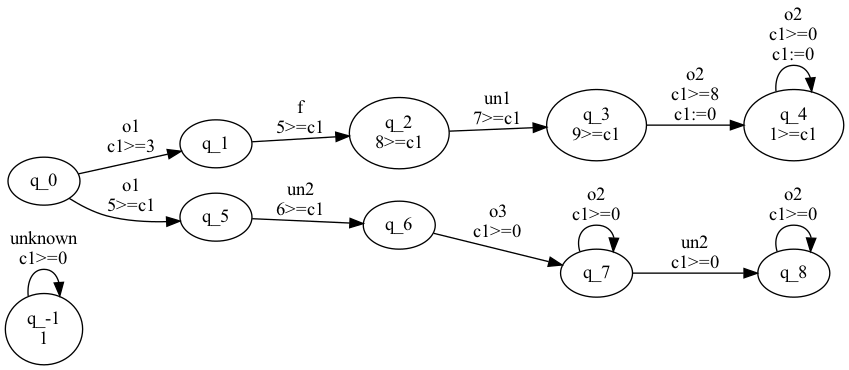 o2
c1>=0
c1:=0
o1
c1>=3
f
5>=c1
un1
7>=c1
o2
c1>=8
c1:=0
q_0
q_1
q_2
8>=c1
q_3
9>=c1
q_4
1>=c1
o1
5>=c1
un2
6>=c1
o3
c1>=0
o2
c1>=0
un2
c1>=0
o2
c1>=0
q_5
q_6
q_7
q_8
unknown
c1>=0
q_-1
1